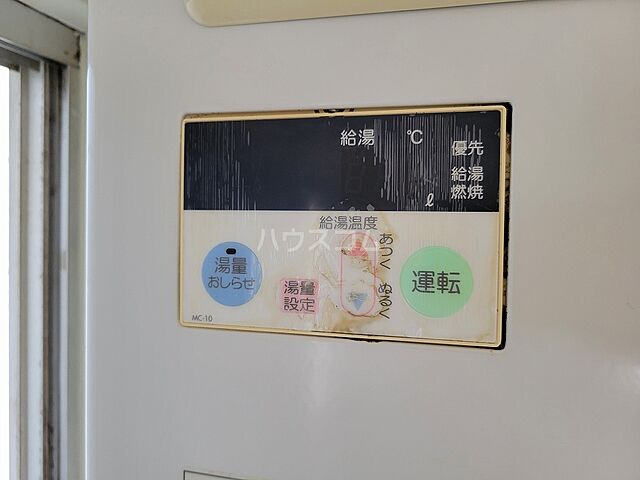 給湯 ℃
優先
給湯
燃焼
ℓ
給湯温度
ハウスコム
あつく
湯量
おしらせ
湯量
設定
ぬるく
運転
MC-10